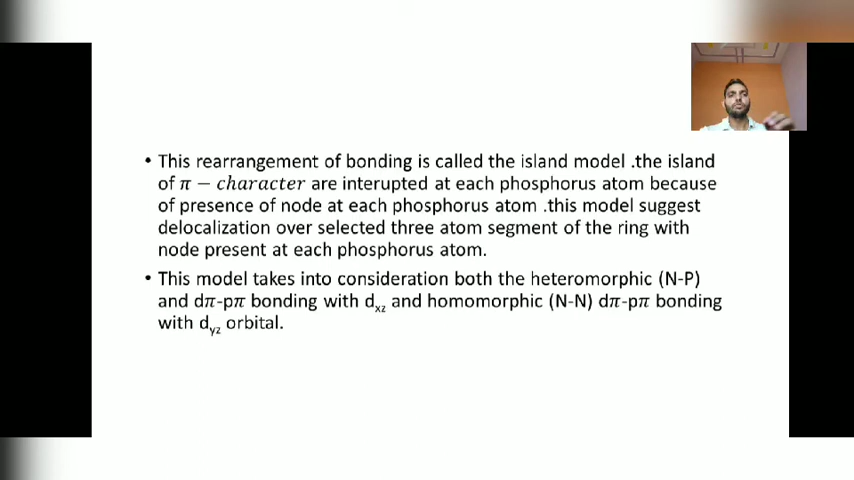 • This rearrangement of bonding is called the island model .the island
of π − character are interupted at each phosphorus atom because
of presence of node at each phosphorus atom .this model suggest
delocalization over selected three atom segment of the ring with
node present at each phosphorus atom.
• This model takes into consideration both the heteromorphic (N-P)
and dπ-pπ bonding with dxz and homomorphic (N-N) dπ-pπ bonding
with dyz orbital.